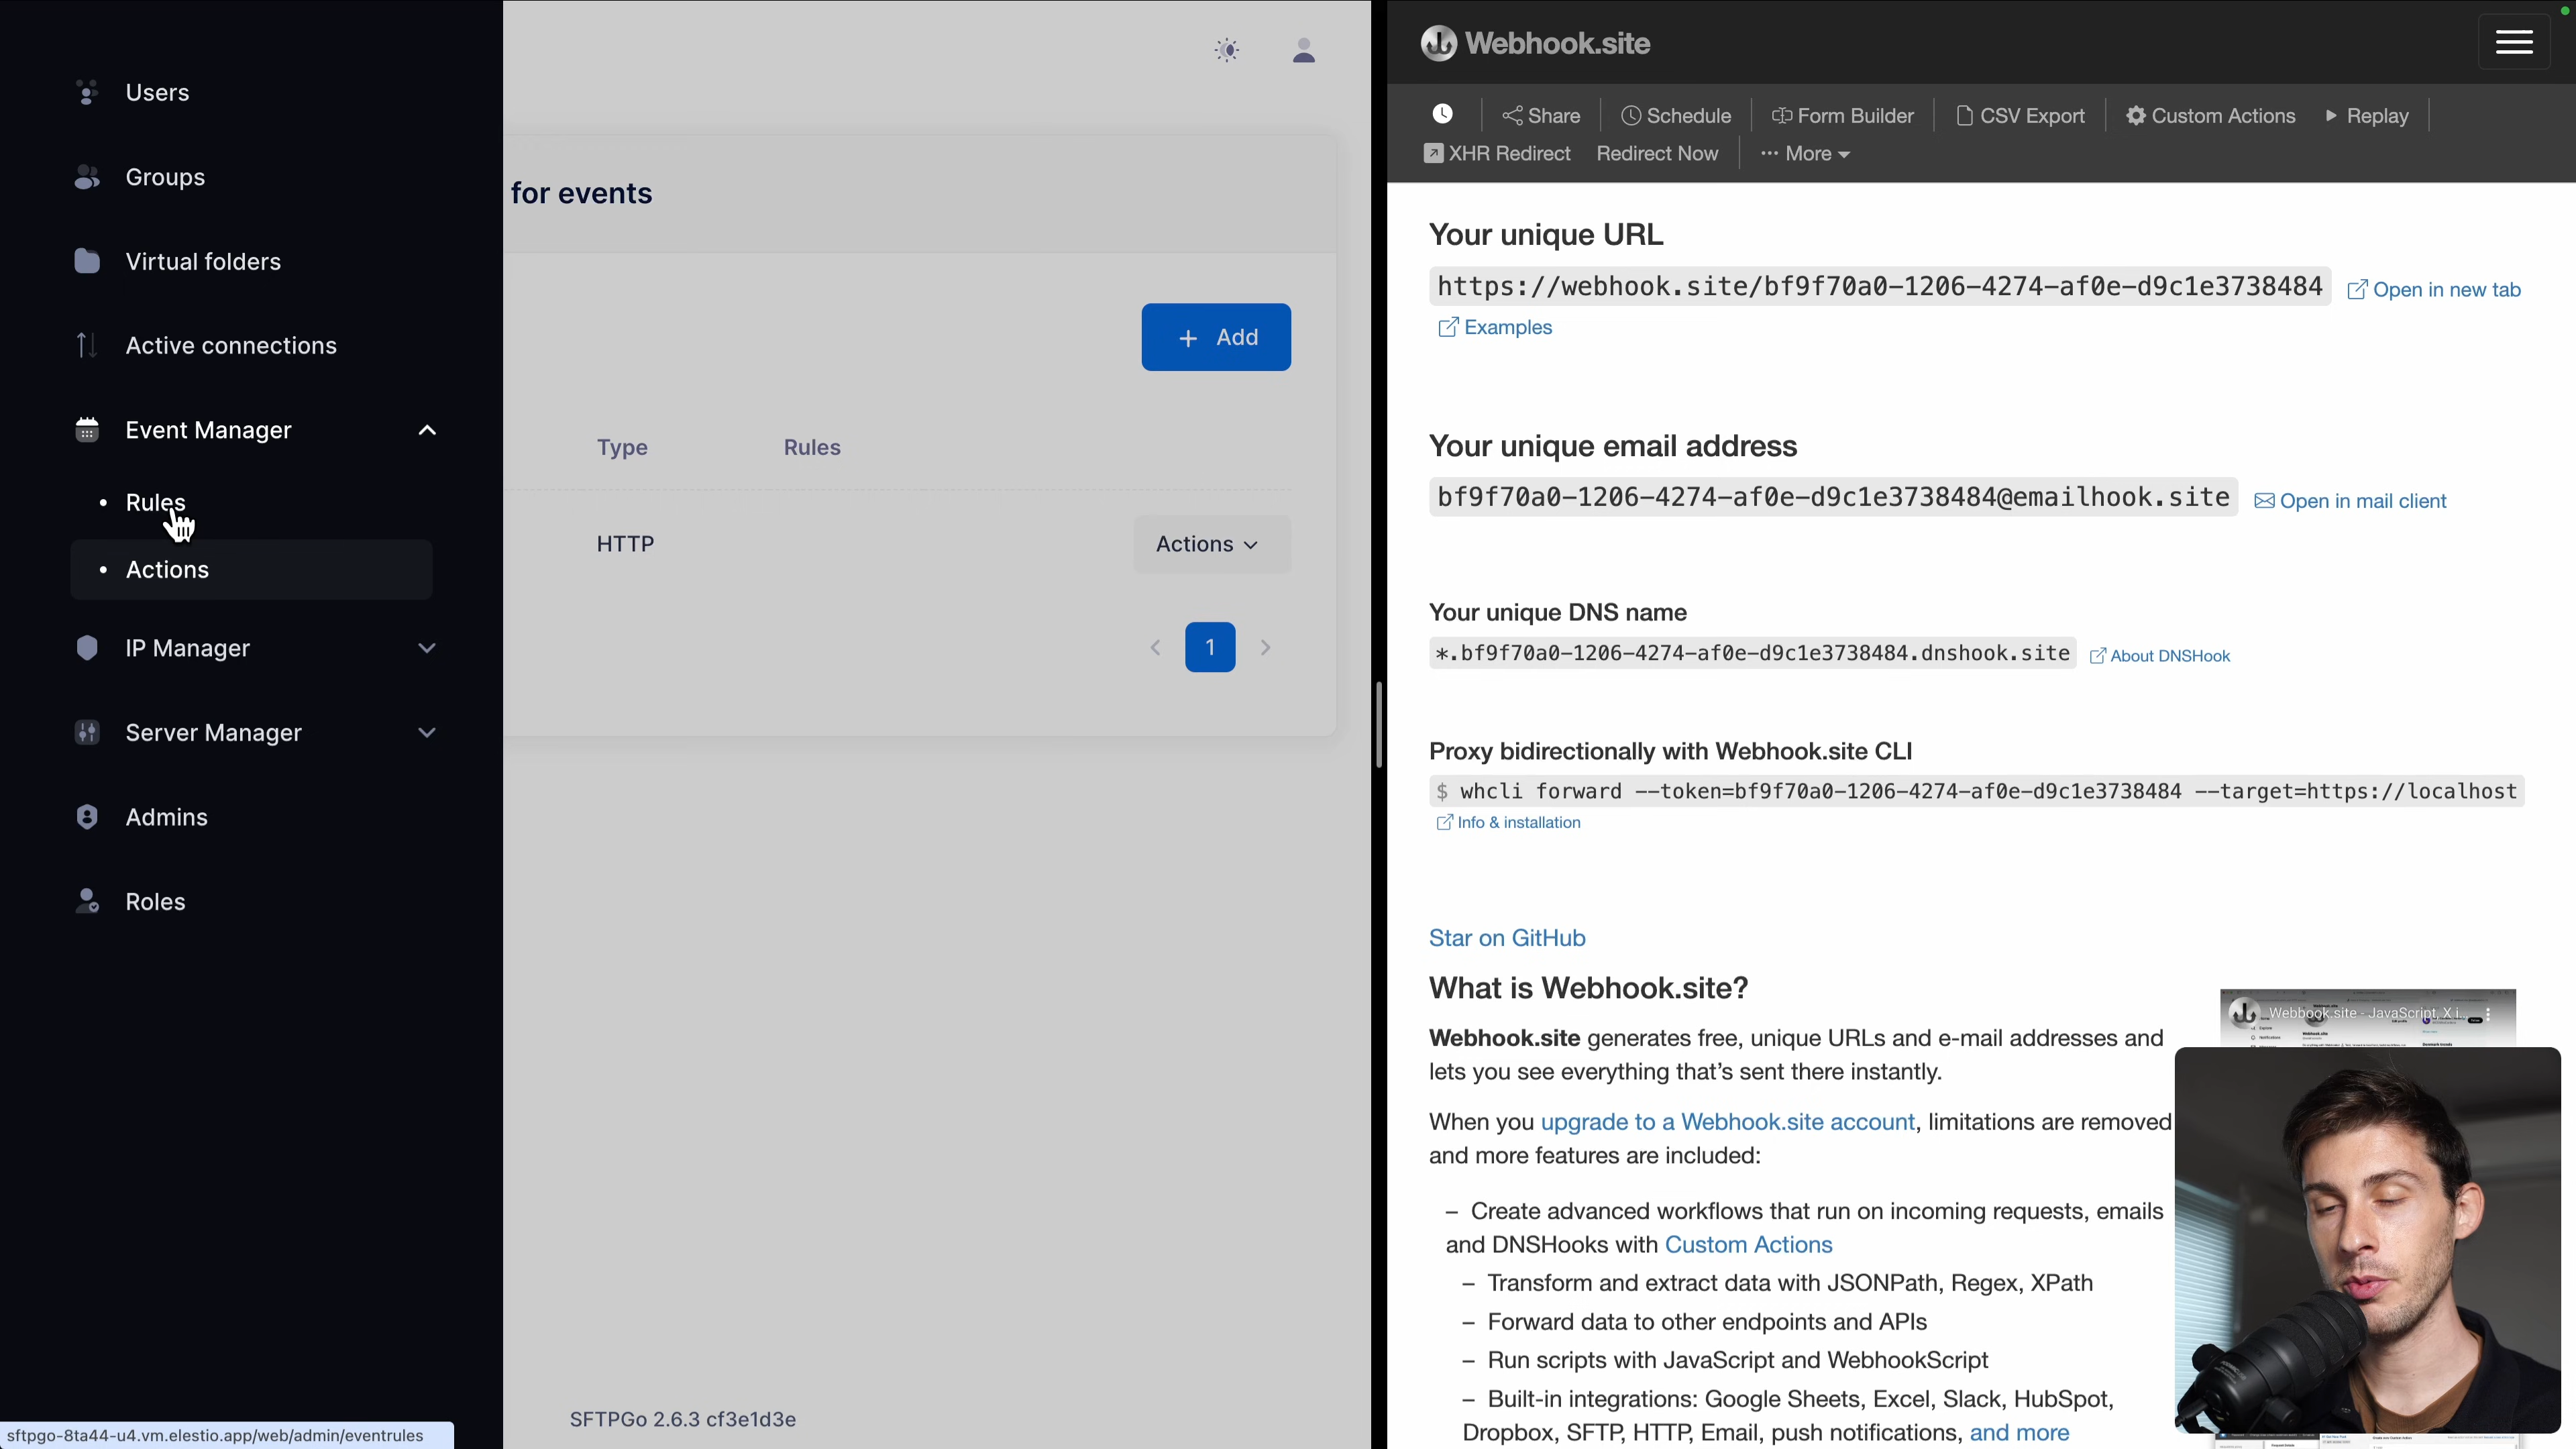 Users
Groups
Virtual folders
Active connections
Event Manager
Rules
Actions
IP Manager
Server Manager
Admins
Roles
sftpgo-8ta44-u4.vm.elestio.app/web/admin/eventrules
for events
Add
Type Rules
HTTP Actions
1
SFTPGo 2.6.3 cf3e1d3e
Webhook.site
Share Schedule Form Builder CSV Export Custom Actions Replay
XHR Redirect Redirect Now More
Your unique URL
https://webhook.site/bf9f70a0-1206-4274-af0e-d9c1e3738484 Open in new tab
Examples
Your unique email address
bf9f70a0-1206-4274-af0e-d9c1e3738484@emailhook.site Open in mail client
Your unique DNS name
*.bf9f70a0-1206-4274-af0e-d9c1e3738484.dnshook.site About DNSHook
Proxy bidirectionally with Webhook.site CLI
$ whcli forward --token=bf9f70a0-1206-4274-af0e-d9c1e3738484 --target=https://localhost
Info & installation
Star on GitHub
What is Webhook.site?
Webhook.site - JavaScript, X i...
Webhook.site generates free, unique URLs and e-mail addresses and
lets you see everything that's sent there instantly.
When you upgrade to a Webhook.site account, limitations are removed
and more features are included:
– Create advanced workflows that run on incoming requests, emails
and DNSHooks with Custom Actions
– Transform and extract data with JSONPath, Regex, XPath
– Forward data to other endpoints and APIs
– Run scripts with JavaScript and WebhookScript
– Built-in integrations: Google Sheets, Excel, Slack, HubSpot,
Dropbox, SFTP, HTTP, Email, push notifications, and more